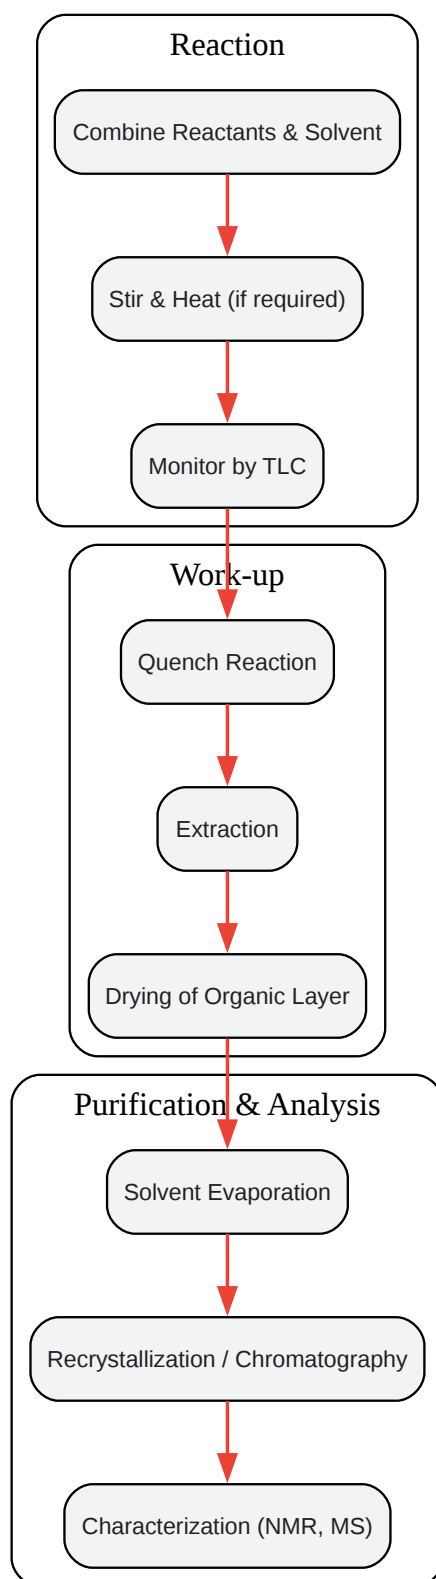 Reaction
Combine Reactants & Solvent
Stir & Heat (if required)
Monitor by TLC
Work-up
Quench Reaction
Extraction
Drying of Organic Layer
Purification & Analysis
Solvent Evaporation
Recrystallization / Chromatography
Characterization (NMR, MS)